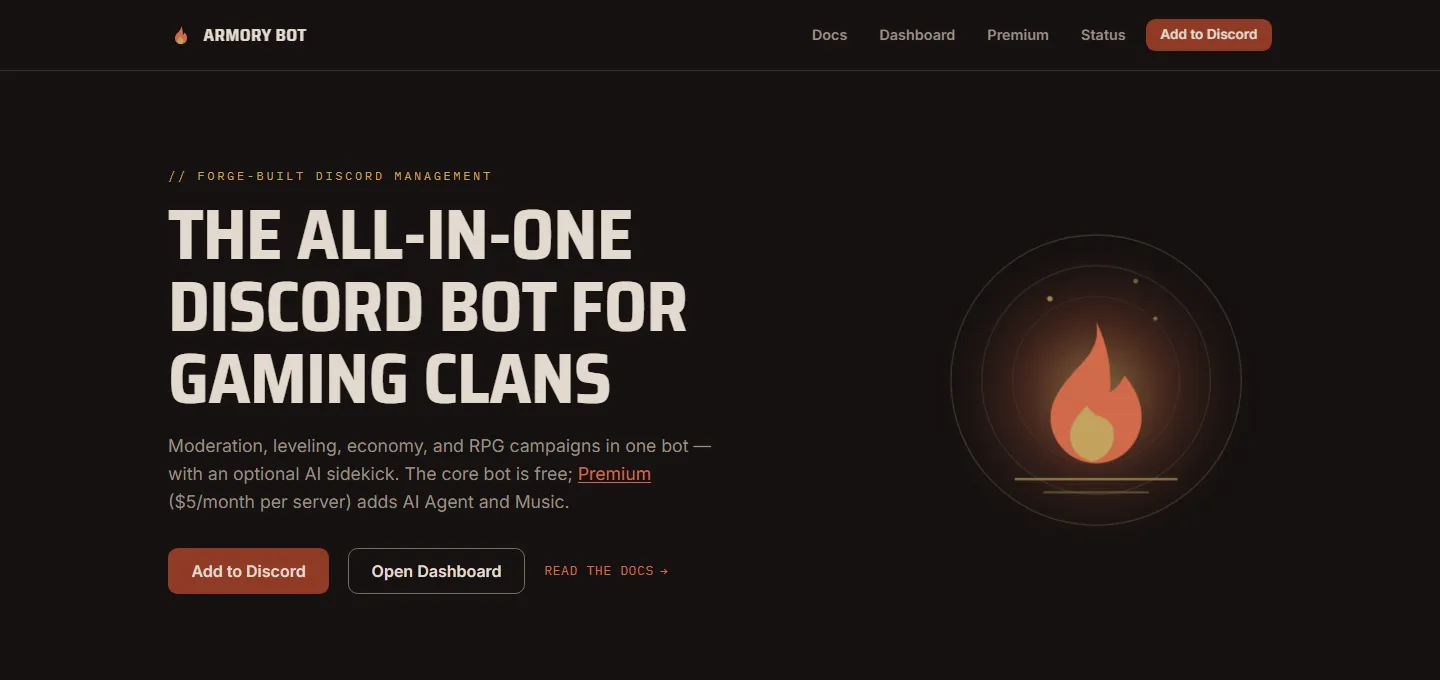 ARMORY BOT
Docs
Dashboard
Premium
Status
Add to Discord
// FORGE-BUILT DISCORD MANAGEMENT
THE ALL-IN-ONE
DISCORD BOT FOR
GAMING CLANS
Moderation, leveling, economy, and RPG campaigns in one bot —
with an optional AI sidekick. The core bot is free; Premium
($5/month per server) adds AI Agent and Music.
Add to Discord
Open Dashboard
READ THE DOCS →